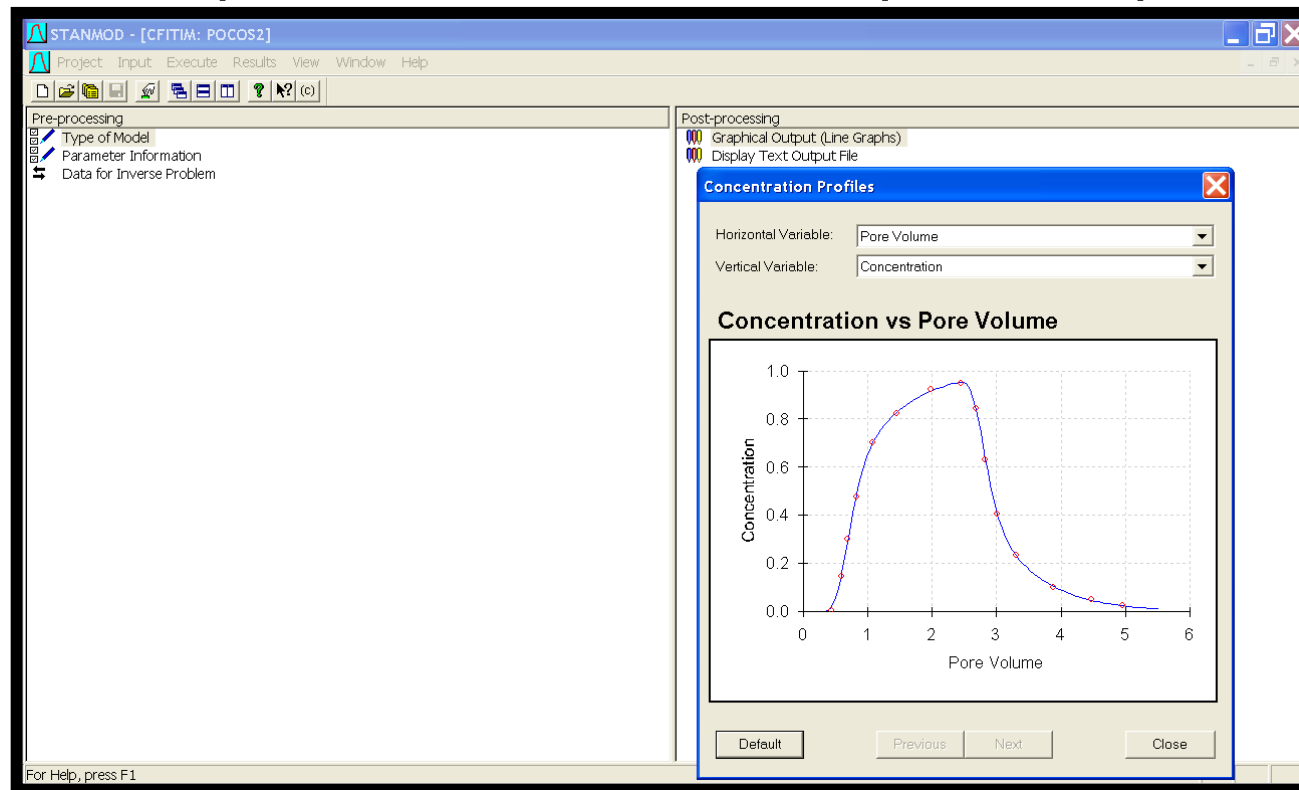 STANMOD - [CFITIM: POCOS2]
Project Input Execute Results View Window Help
(c)
Pre-processing
Type of Model
Parameter Information
Data for Inverse Problem
Post-processing
Graphical Output (Line Graphs)
Display Text Output File
Concentration Profiles
Horizontal Variable: Pore Volume
Vertical Variable: Concentration
Concentration vs Pore Volume
Concentration
1.0
0.8
0.6
0.4
0.2
0.0
0 1 2 3 4 5 6
Pore Volume
Default Previous Next Close
For Help, press F1